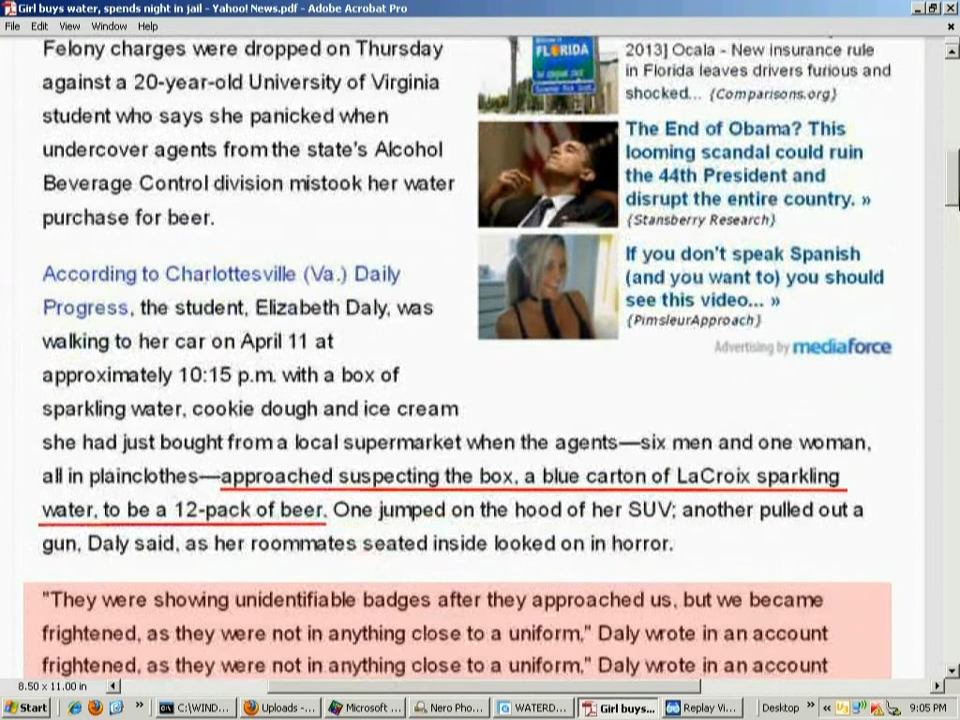 Girl buys water, spends night in jail - Yahoo! News.pdf - Adobe Acrobat Pro
File Edit View Window Help
Felony charges were dropped on Thursday
against a 20-year-old University of Virginia
student who says she panicked when
undercover agents from the state's Alcohol
Beverage Control division mistook her water
purchase for beer.
According to Charlottesville (Va.) Daily
Progress, the student, Elizabeth Daly, was
walking to her car on April 11 at
approximately 10:15 p.m. with a box of
sparkling water, cookie dough and ice cream
she had just bought from a local supermarket when the agents—six men and one woman,
all in plainclothes—approached suspecting the box, a blue carton of LaCroix sparkling
water, to be a 12-pack of beer. One jumped on the hood of her SUV; another pulled out a
gun, Daly said, as her roommates seated inside looked on in horror.
"They were showing unidentifiable badges after they approached us, but we became
frightened, as they were not in anything close to a uniform," Daly wrote in an account
frightened, as they were not in anything close to a uniform," Daly wrote in an account
FLORIDA
2013] Ocala - New insurance rule
in Florida leaves drivers furious and
shocked... (Comparisons.org)
The End of Obama? This
looming scandal could ruin
the 44th President and
disrupt the entire country. »
(Stansberry Research)
If you don't speak Spanish
(and you want to) you should
see this video... »
(PimsleurApproach)
Advertising by mediaforce
8.50 x 11.00 in
Start C:\WIND... Uploads -... Microsoft ... Nero Pho... WATERD... Girl buys... Replay Vi... Desktop » « 9:05 PM